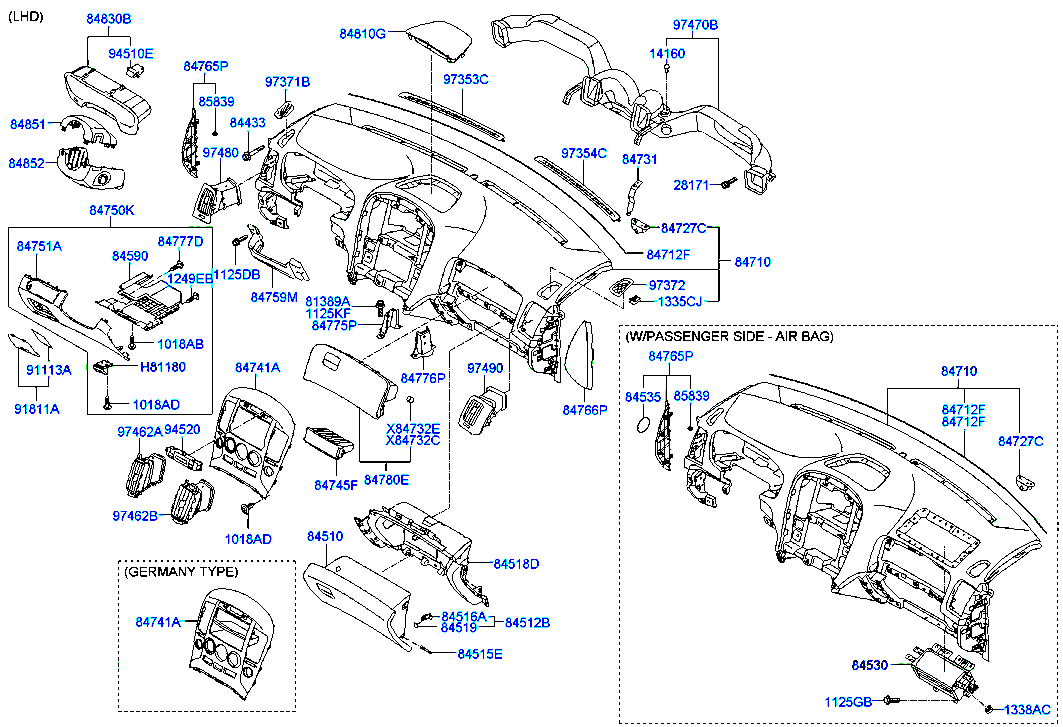 (LHD)
84830B
94510E
84851
84852
84765P
85839
97371B
84433
97480
84810G
97353C
97470B
14160
97354C
84731
28171
84727C
84712F
84710
97372
1335CJ
84750K
84751A
84590
84777D
1249EB
1018AB
H81180
1018AD
91113A
91811A
1125DB
84759M
81389A
1125KF
84775P
84776P
97490
84766P
84741A
97462A
94520
97462B
1018AD
84745F
X84732E
X84732C
84780E
84510
84518D
84516A
84519
84512B
84515E
(GERMANY TYPE)
84741A
(W/PASSENGER SIDE - AIR BAG)
84765P
84535
85839
84710
84712F
84712F
84727C
84530
1125GB
1338AC